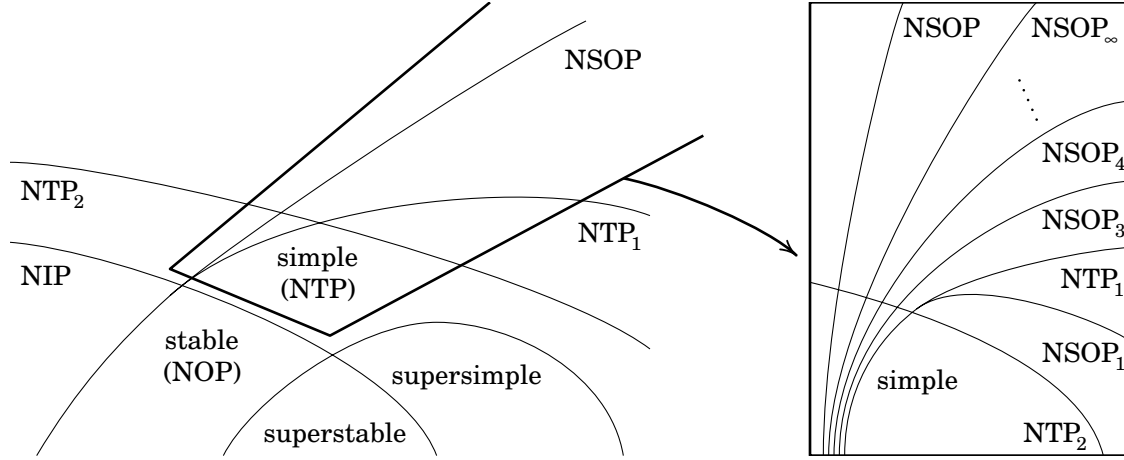 NSOP
NTP₂
NIP
simple
(NTP)
NTP₁
stable
(NOP)
supersimple
superstable
NSOP
NSOP∞
NSOP₄
NSOP₃
NTP₁
NSOP₁
simple
NTP₂